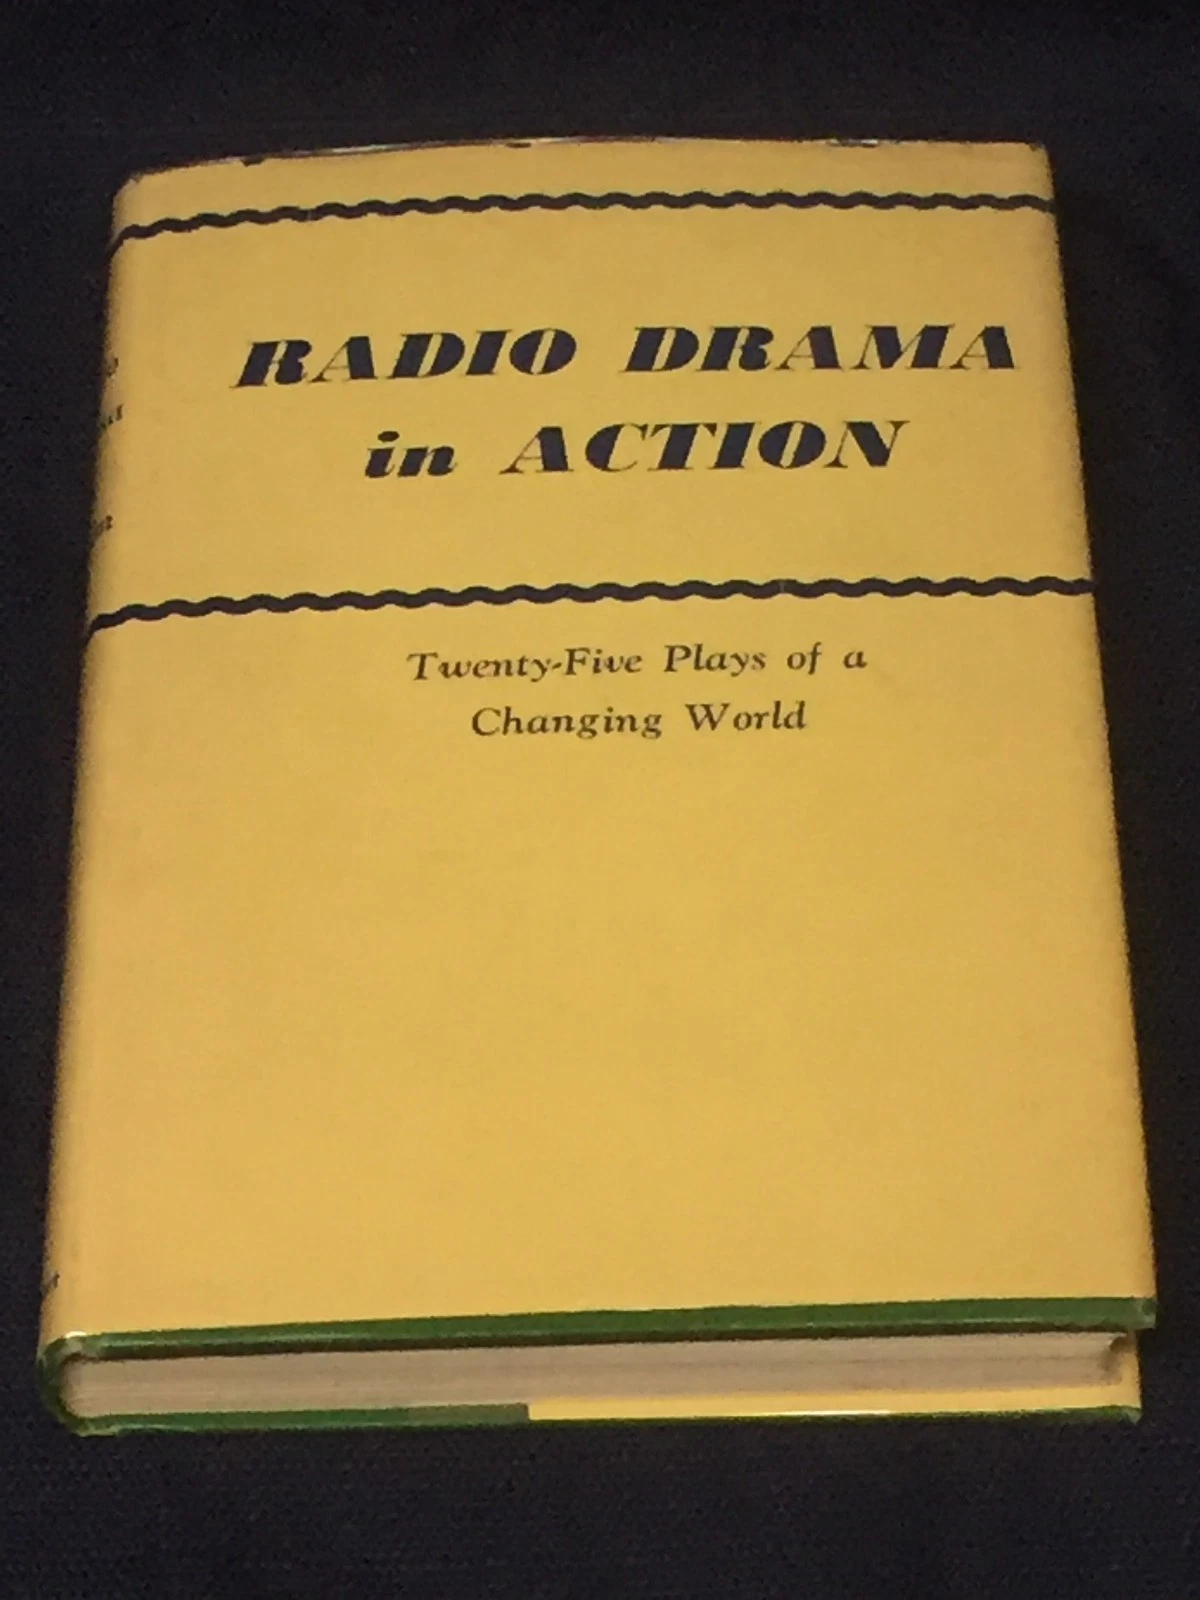 RADIO DRAMA
in ACTION
Twenty-Five Plays of a
Changing World